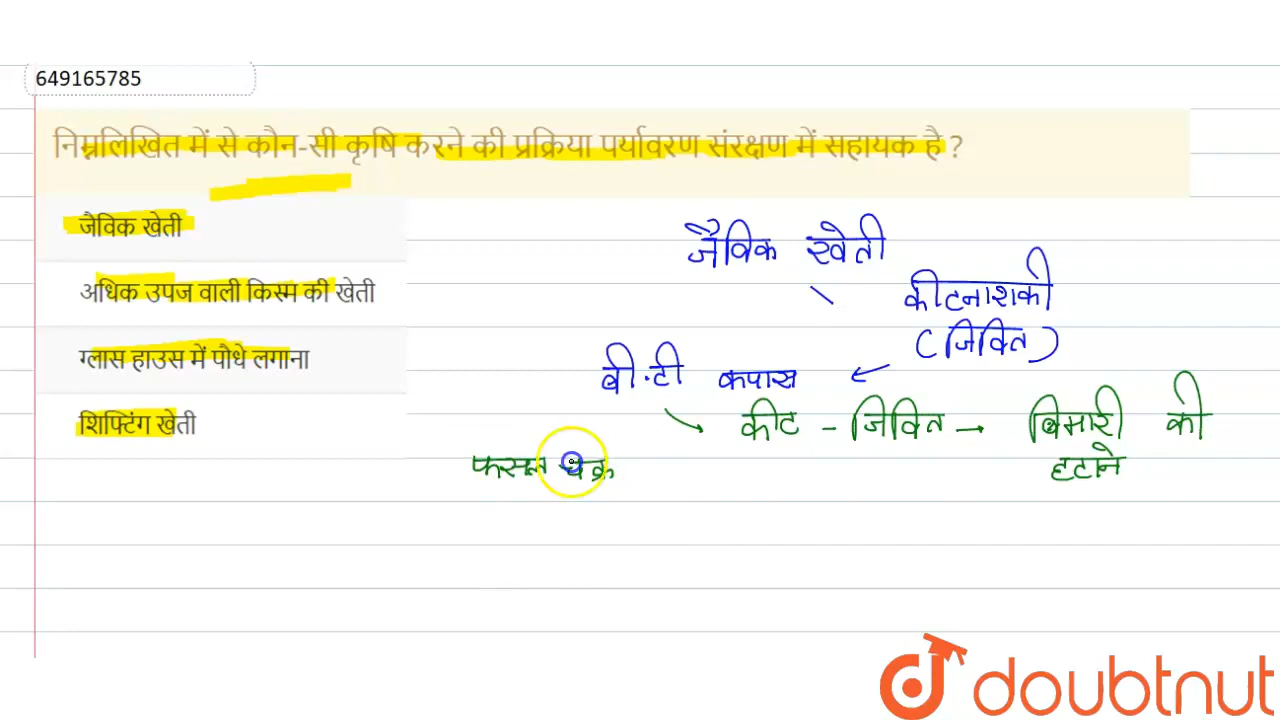 649165785
निम्नलिखित में से कौन-सी कृषि करने की प्रक्रिया पर्यावरण संरक्षण में सहायक है ?
जैविक खेती
अधिक उपज वाली किस्म की खेती
ग्लास हाउस में पौधे लगाना
शिफ्टिंग खेती
जैविक खेती
कीटनाशकी
(जिवित)
बी.टी कपास
कीट - जिवित → बिमारी को
हटाने
फसल चक्र
doubtnut